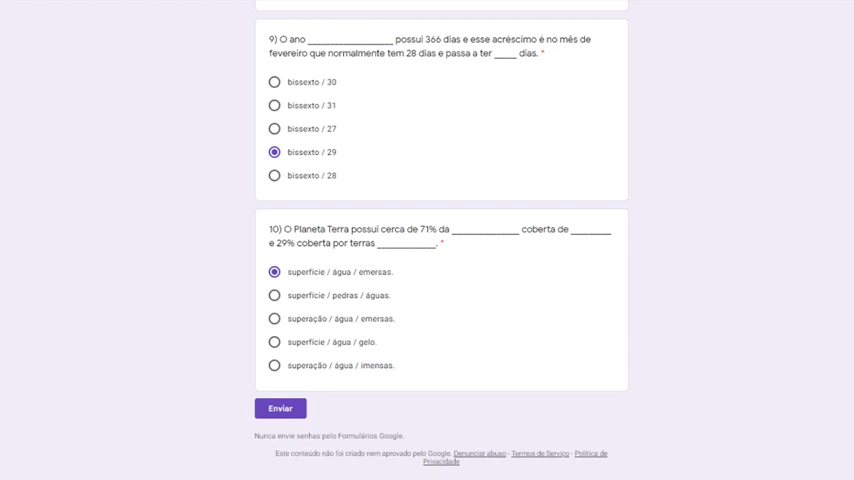 9) O ano __________________ possui 366 dias e esse acréscimo é no mês de
fevereiro que normalmente tem 28 dias e passa a ter _____ dias. *
bissexto / 30
bissexto / 31
bissexto / 27
bissexto / 29
bissexto / 28
10) O Planeta Terra possui cerca de 71% da _______________ coberta de _________
e 29% coberta por terras _____________. *
superfície / água / emersas.
superfície / pedras / águas.
superação / água / emersas.
superfície / água / gelo.
superação / água / imensas.
Enviar
Nunca envie senhas pelo Formulários Google.
Este conteúdo não foi criado nem aprovado pelo Google. Denunciar abuso - Termos de Serviço - Política de
Privacidade